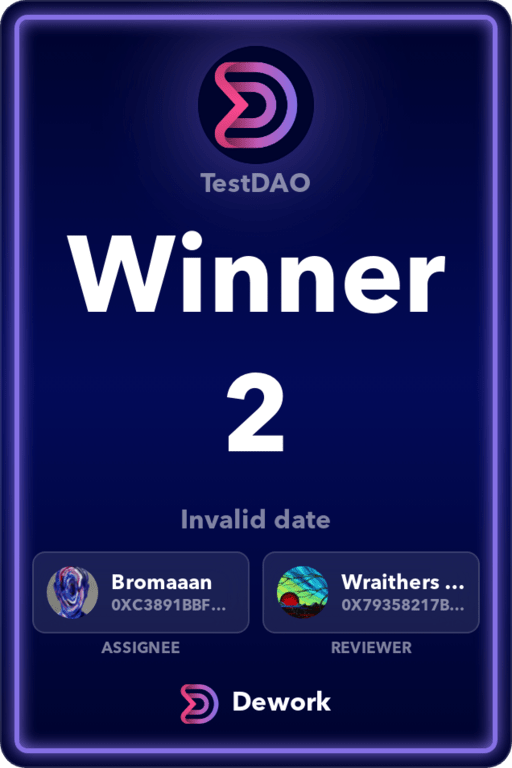 TestDAO
Winner
2
Invalid date
Bromaaan
0XC3891BBF...
ASSIGNEE
Wraithers ...
0X79358217B...
REVIEWER
Dework